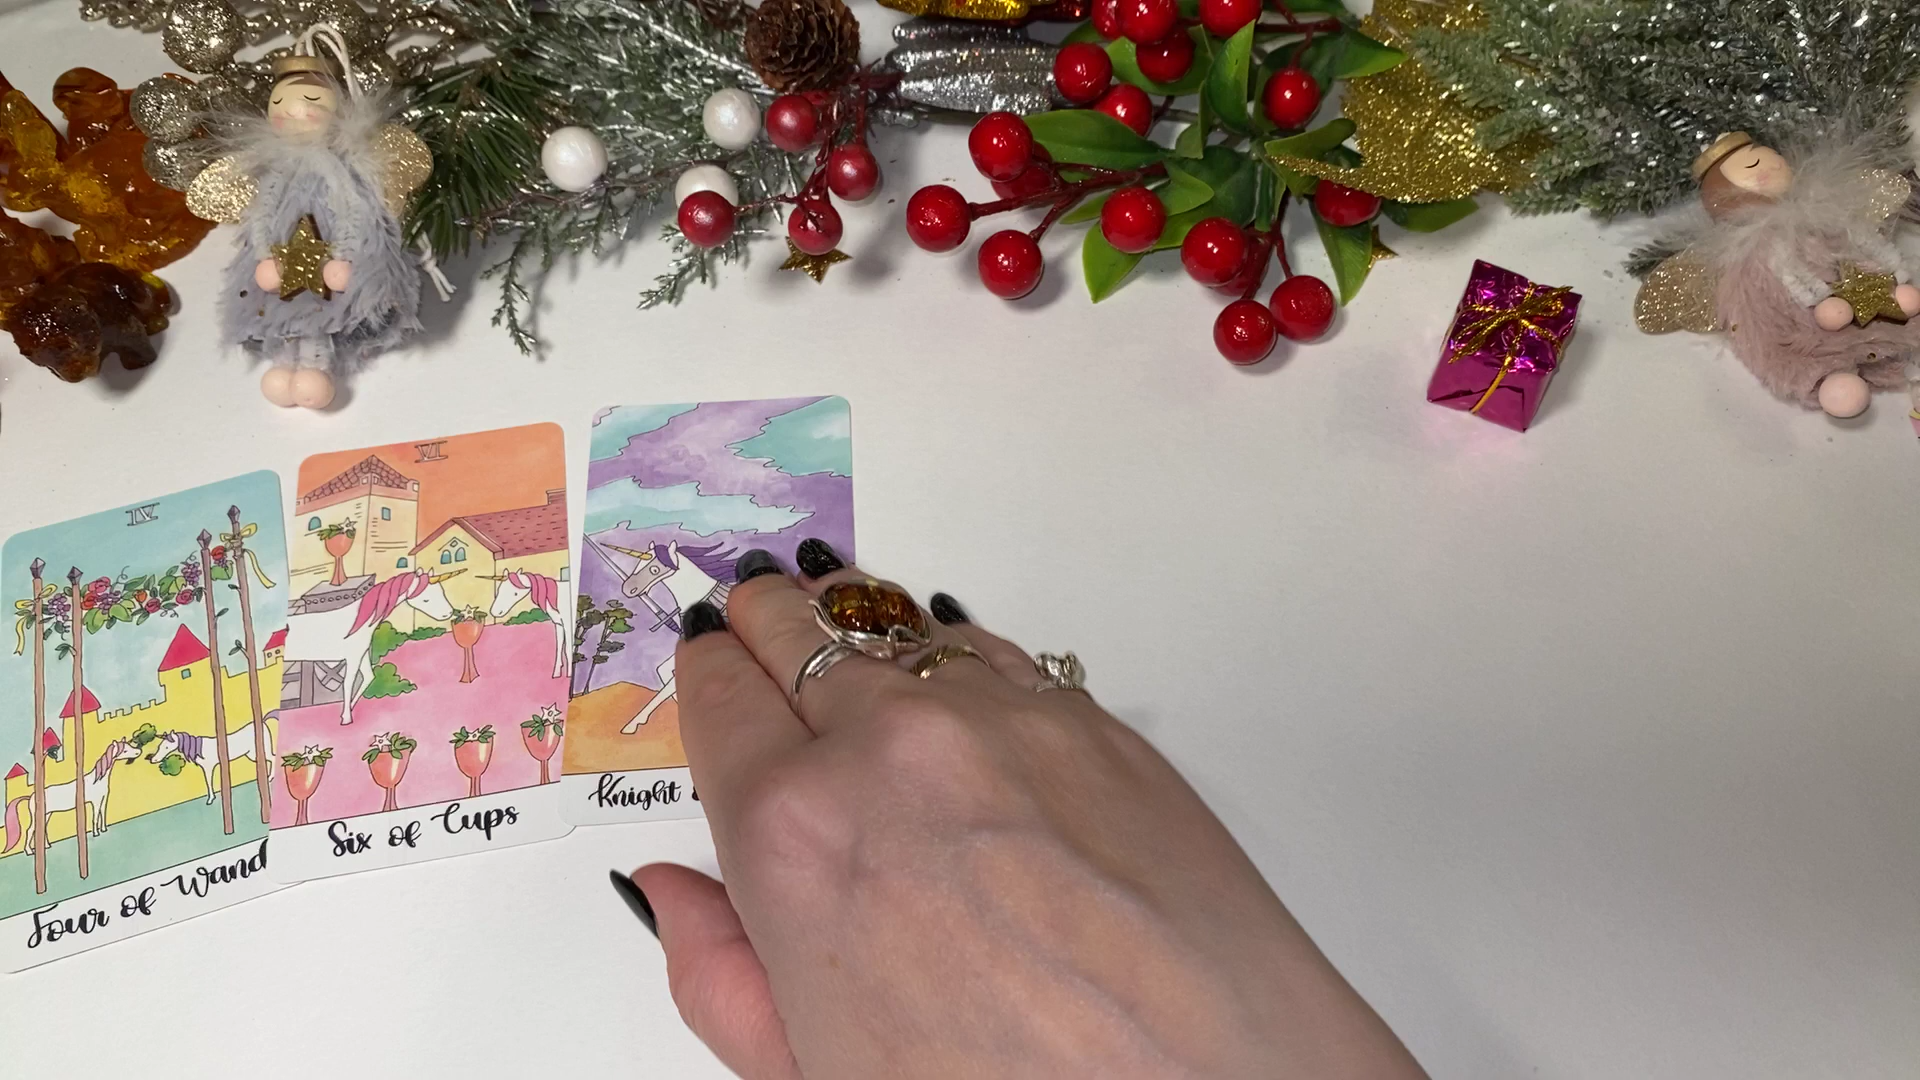 IV
Four of Wand
VI
Six of Cups
Knight